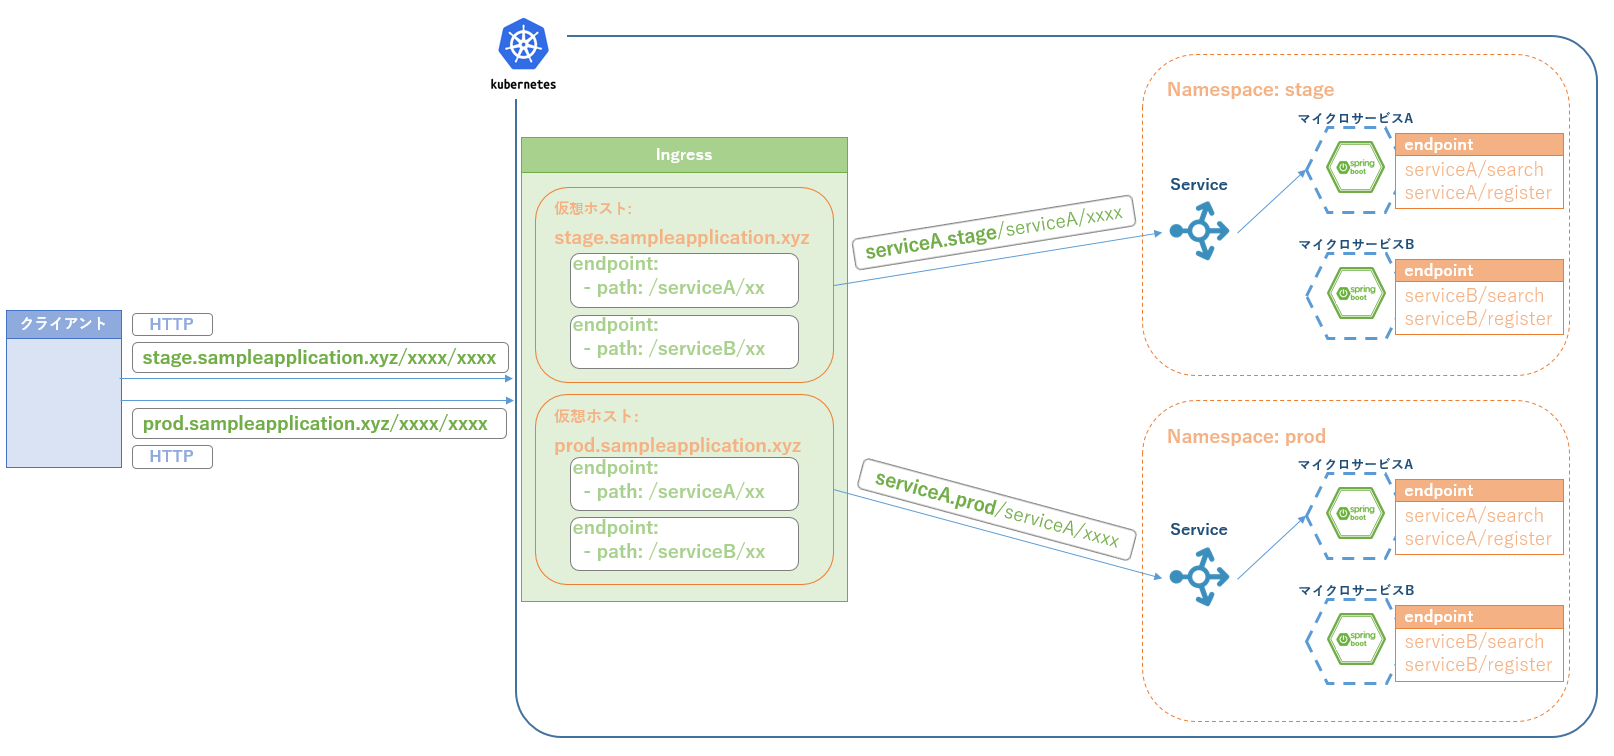 kubernetes
クライアント
HTTP
stage.sampleapplication.xyz/xxxx/xxxx
prod.sampleapplication.xyz/xxxx/xxxx
HTTP
Ingress
仮想ホスト:
stage.sampleapplication.xyz
endpoint:
- path: /serviceA/xx
endpoint:
- path: /serviceB/xx
仮想ホスト:
prod.sampleapplication.xyz
endpoint:
- path: /serviceA/xx
endpoint:
- path: /serviceB/xx
serviceA.stage/serviceA/xxxx
serviceA.prod/serviceA/xxxx
Namespace: stage
Service
マイクロサービスA
spring
boot
endpoint
serviceA/search
serviceA/register
マイクロサービスB
spring
boot
endpoint
serviceB/search
serviceB/register
Namespace: prod
Service
マイクロサービスA
spring
boot
endpoint
serviceA/search
serviceA/register
マイクロサービスB
spring
boot
endpoint
serviceB/search
serviceB/register